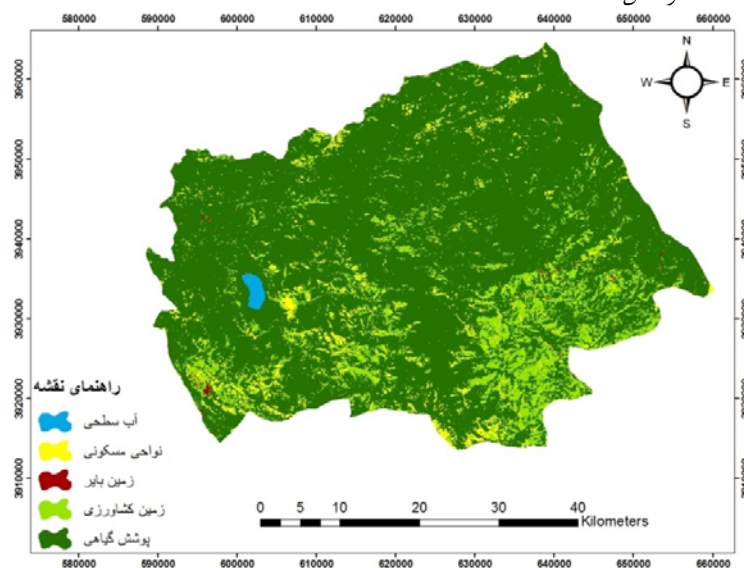 580000 590000 600000 610000 620000 630000 640000 650000 660000
N
W E
S
3960000
3950000
3940000
3930000
3920000
3910000
راهنمای نقشه
آب سطحی
نواحی مسکونی
زمین بایر
زمین کشاورزی
پوشش گیاهی
0 5 10 20 30 40
Kilometers
580000 590000 600000 610000 620000 630000 640000 650000 660000